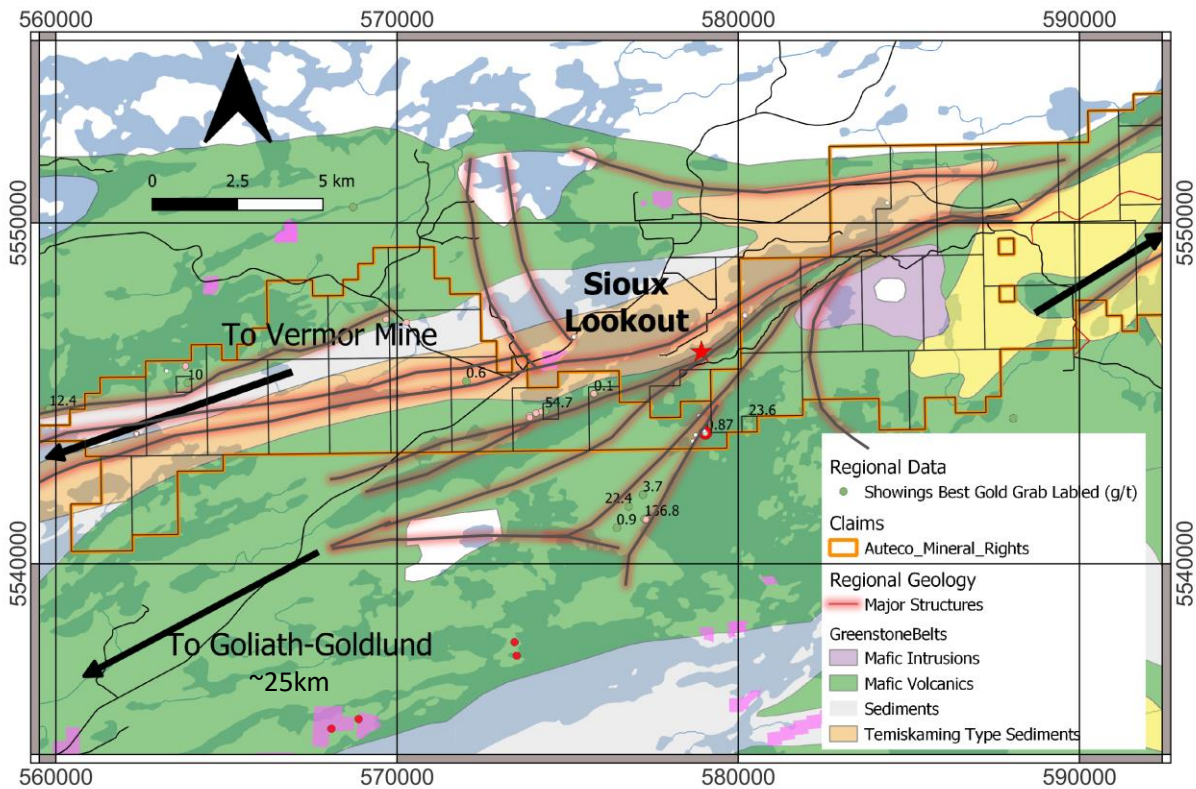 560000
570000
580000
590000
5550000
5550000
0
2.5
5 km
Sioux
Lookout
To Vermor Mine
10
12.4
0.6
0.1
54.7
23.6
0.87
3.7
22.4
136.8
0.9
5540000
5540000
To Goliath-Goldlund
~25km
Regional Data
Showings Best Gold Grab Labled (g/t)
Claims
Auteco_Mineral_Rights
Regional Geology
Major Structures
GreenstoneBelts
Mafic Intrusions
Mafic Volcanics
Sediments
Temiskaming Type Sediments
560000
570000
580000
590000